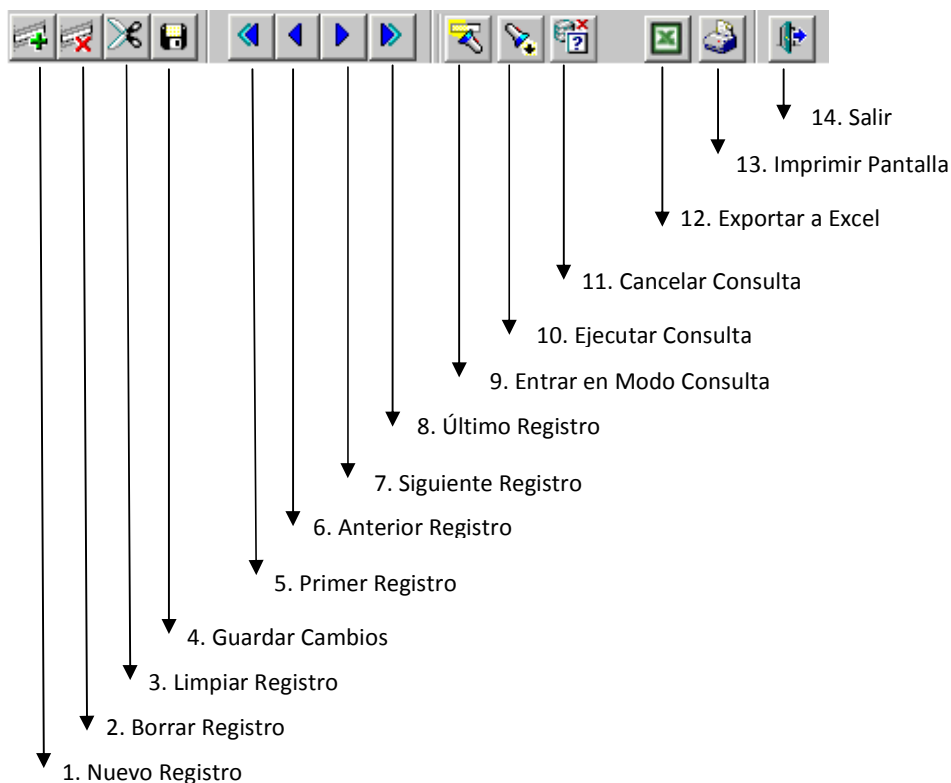 14. Salir
13. Imprimir Pantalla
12. Exportar a Excel
11. Cancelar Consulta
10. Ejecutar Consulta
9. Entrar en Modo Consulta
8. Último Registro
7. Siguiente Registro
6. Anterior Registro
5. Primer Registro
4. Guardar Cambios
3. Limpiar Registro
2. Borrar Registro
1. Nuevo Registro